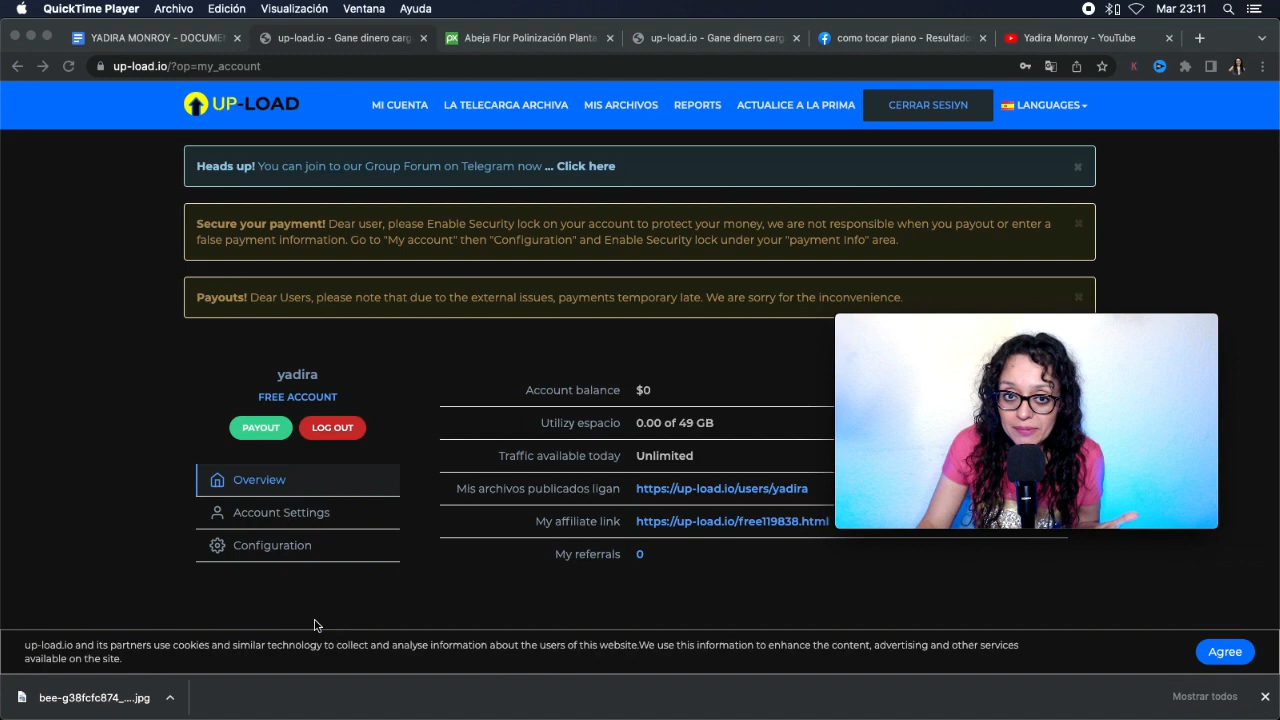 QuickTime Player Archivo Edición Visualización Ventana Ayuda Mar 23:11
YADIRA MONROY - DOCUME up-load.io - Gane dinero carg Abeja Flor Polinización Planta up-load.io - Gane dinero carg como tocar piano - Resultado Yadira Monroy - YouTube
up-load.io/?op=my_account
UP-LOAD MI CUENTA LA TELECARGA ARCHIVA MIS ARCHIVOS REPORTS ACTUALICE A LA PRIMA CERRAR SESIУN LANGUAGES
Heads up! You can join to our Group Forum on Telegram now ... Click here
Secure your payment! Dear user, please Enable Security lock on your account to protect your money, we are not responsible when you payout or enter a
false payment information. Go to "My account" then "Configuration" and Enable Security lock under your "payment Info" area.
Payouts! Dear Users, please note that due to the external issues, payments temporary late. We are sorry for the inconvenience.
yadira
FREE ACCOUNT
PAYOUT LOG OUT
Overview
Account Settings
Configuration
Account balance $0
Utilizy espacio 0.00 of 49 GB
Traffic available today Unlimited
Mis archivos publicados ligan https://up-load.io/users/yadira
My affiliate link https://up-load.io/free119838.html
My referrals 0
up-load.io and its partners use cookies and similar technology to collect and analyse information about the users of this website.We use this information to enhance the content, advertising and other services
available on the site.
Agree
bee-g38fcfc874_....jpg Mostrar todos